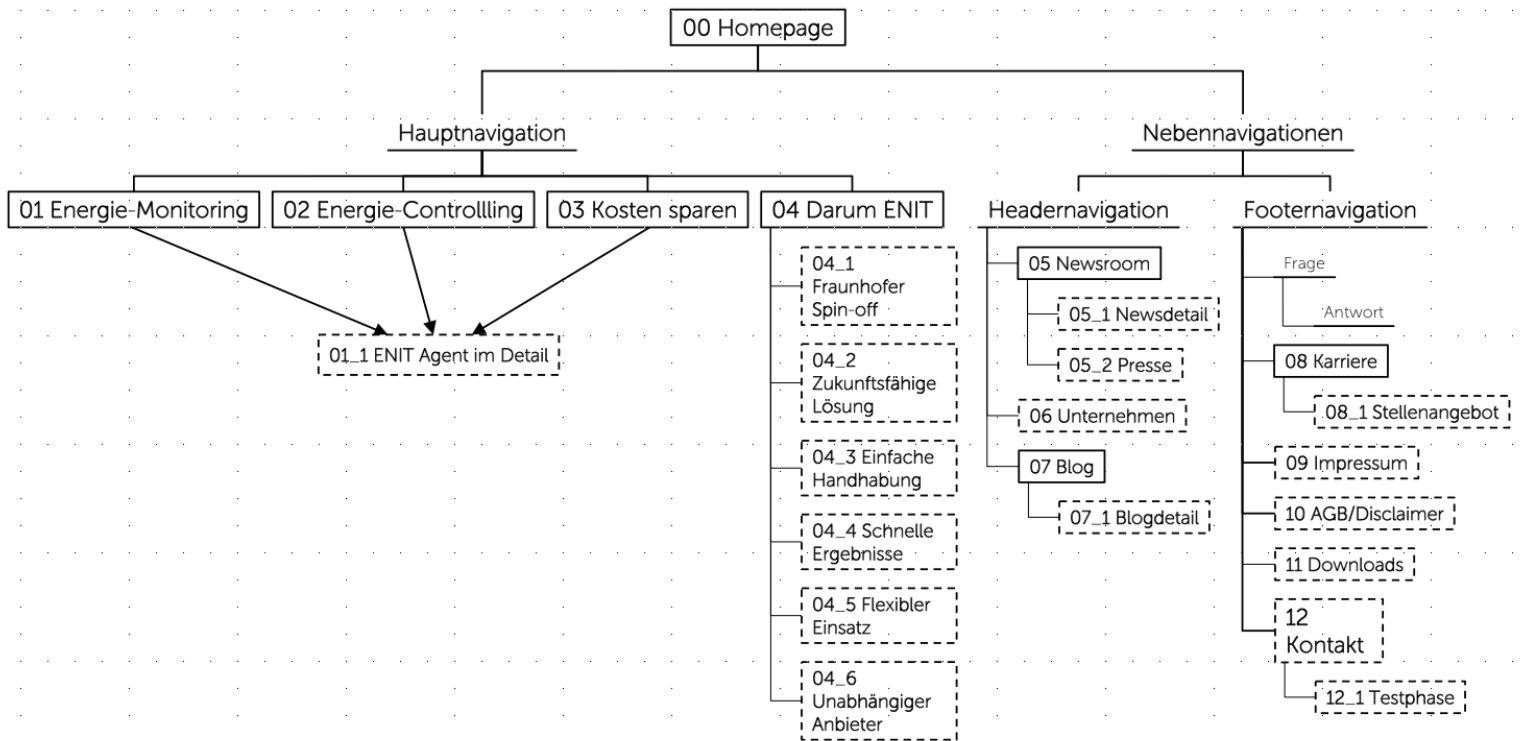 00 Homepage
Hauptnavigation
Nebennavigationen
01 Energie-Monitoring
02 Energie-Controllling
03 Kosten sparen
04 Darum ENIT
Headernavigation
Footernavigation
01_1 ENIT Agent im Detail
04_1
Fraunhofer
Spin-off
04_2
Zukunftsfähige
Lösung
04_3 Einfache
Handhabung
04_4 Schnelle
Ergebnisse
04_5 Flexibler
Einsatz
04_6
Unabhängiger
Anbieter
05 Newsroom
05_1 Newsdetail
05_2 Presse
06 Unternehmen
07 Blog
07_1 Blogdetail
Frage
Antwort
08 Karriere
08_1 Stellenangebot
09 Impressum
10 AGB/Disclaimer
11 Downloads
12
Kontakt
12_1 Testphase